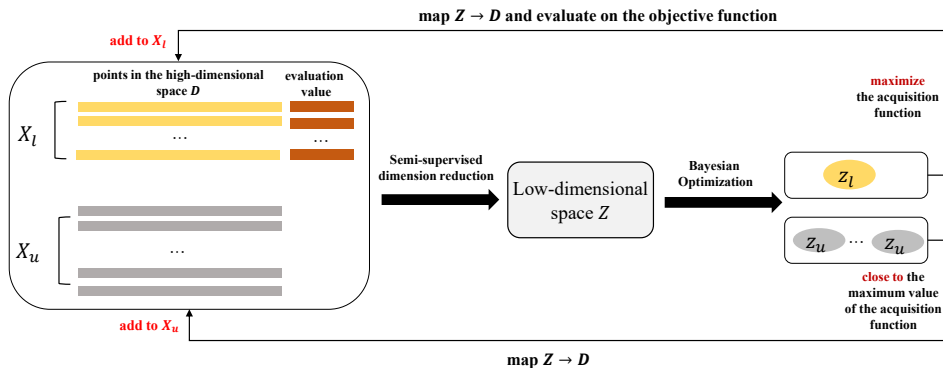 map Z → D and evaluate on the objective function
add to X_l
points in the high-dimensional
space D
evaluation
value
X_l
...
...
X_u
...
add to X_u
map Z → D
Semi-supervised
dimension reduction
Low-dimensional
space Z
Bayesian
Optimization
maximize
the acquisition
function
z_l
z_u ... z_u
close to the
maximum value
of the acquisition
function